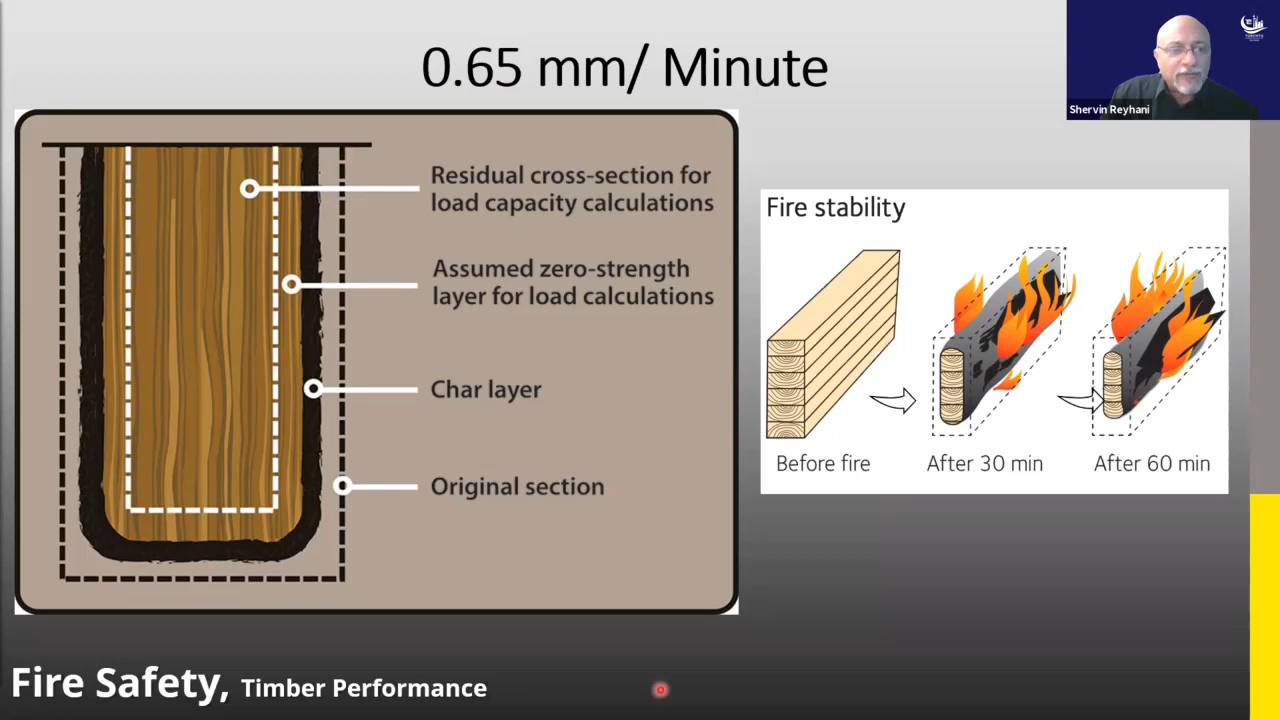 0.65 mm/ Minute
Shervin Reyhani
Residual cross-section for
load capacity calculations
Assumed zero-strength
layer for load calculations
Char layer
Original section
Fire stability
Before fire
After 30 min
After 60 min
Fire Safety, Timber Performance